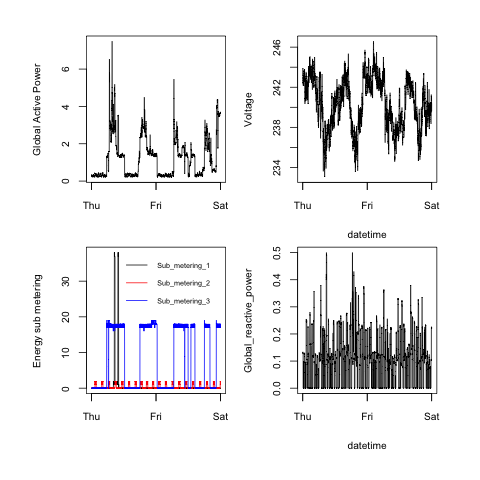 Global Active Power
0 2 4 6
Thu Fri Sat
Voltage
234 238 242 246
Thu Fri Sat
datetime
Energy sub metering
0 10 20 30
Sub_metering_1
Sub_metering_2
Sub_metering_3
Thu Fri Sat
Global_reactive_power
0.0 0.1 0.2 0.3 0.4 0.5
Thu Fri Sat
datetime